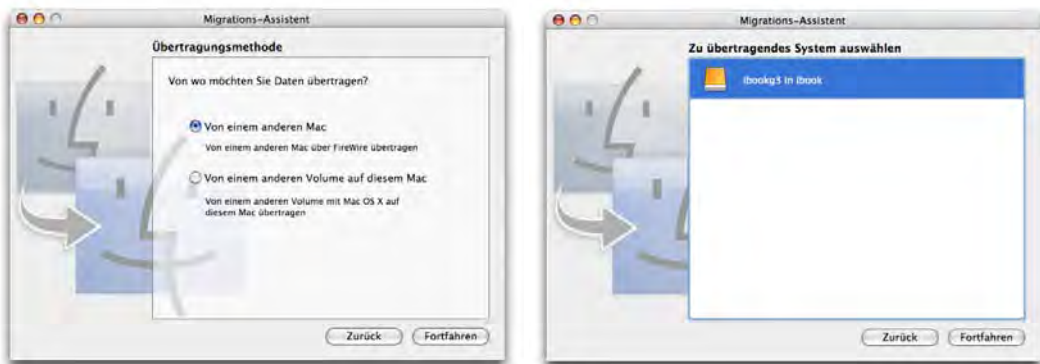 Migrations-Assistent
Übertragungsmethode
Von wo möchten Sie Daten übertragen?
Von einem anderen Mac
Von einem anderen Mac über FireWire übertragen
Von einem anderen Volume auf diesem Mac
Von einem anderen Volume mit Mac OS X auf
diesem Mac übertragen
Zurück
Fortfahren
Migrations-Assistent
Zu übertragendes System auswählen
ibookg3 in ibook
Zurück
Fortfahren